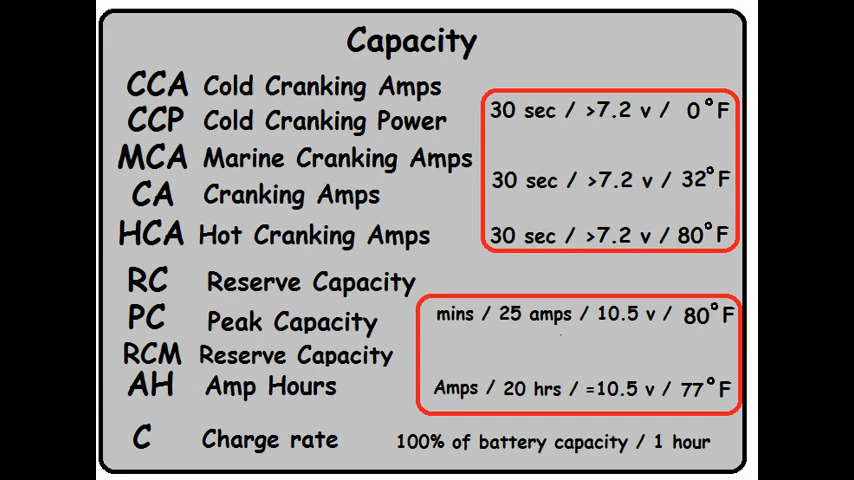 Capacity
CCA Cold Cranking Amps
CCP Cold Cranking Power
30 sec / >7.2 v / 0°F
MCA Marine Cranking Amps
CA Cranking Amps
30 sec / >7.2 v / 32°F
HCA Hot Cranking Amps 30 sec / >7.2 v / 80°F
RC Reserve Capacity
PC Peak Capacity mins / 25 amps / 10.5 v / 80°F
RCM Reserve Capacity
AH Amp Hours Amps / 20 hrs / =10.5 v / 77°F
C Charge rate 100% of battery capacity / 1 hour